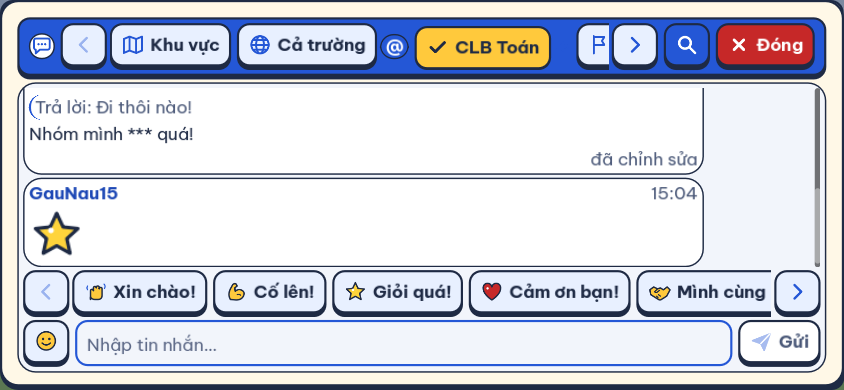 Khu vực
Cả trường
@
CLB Toán
Đóng
Trả lời: Đi thôi nào!
Nhóm mình *** quá!
đã chỉnh sửa
GauNau15 15:04
Xin chào!
Cố lên!
Giỏi quá!
Cảm ơn bạn!
Mình cùng
Nhập tin nhắn...
Gửi